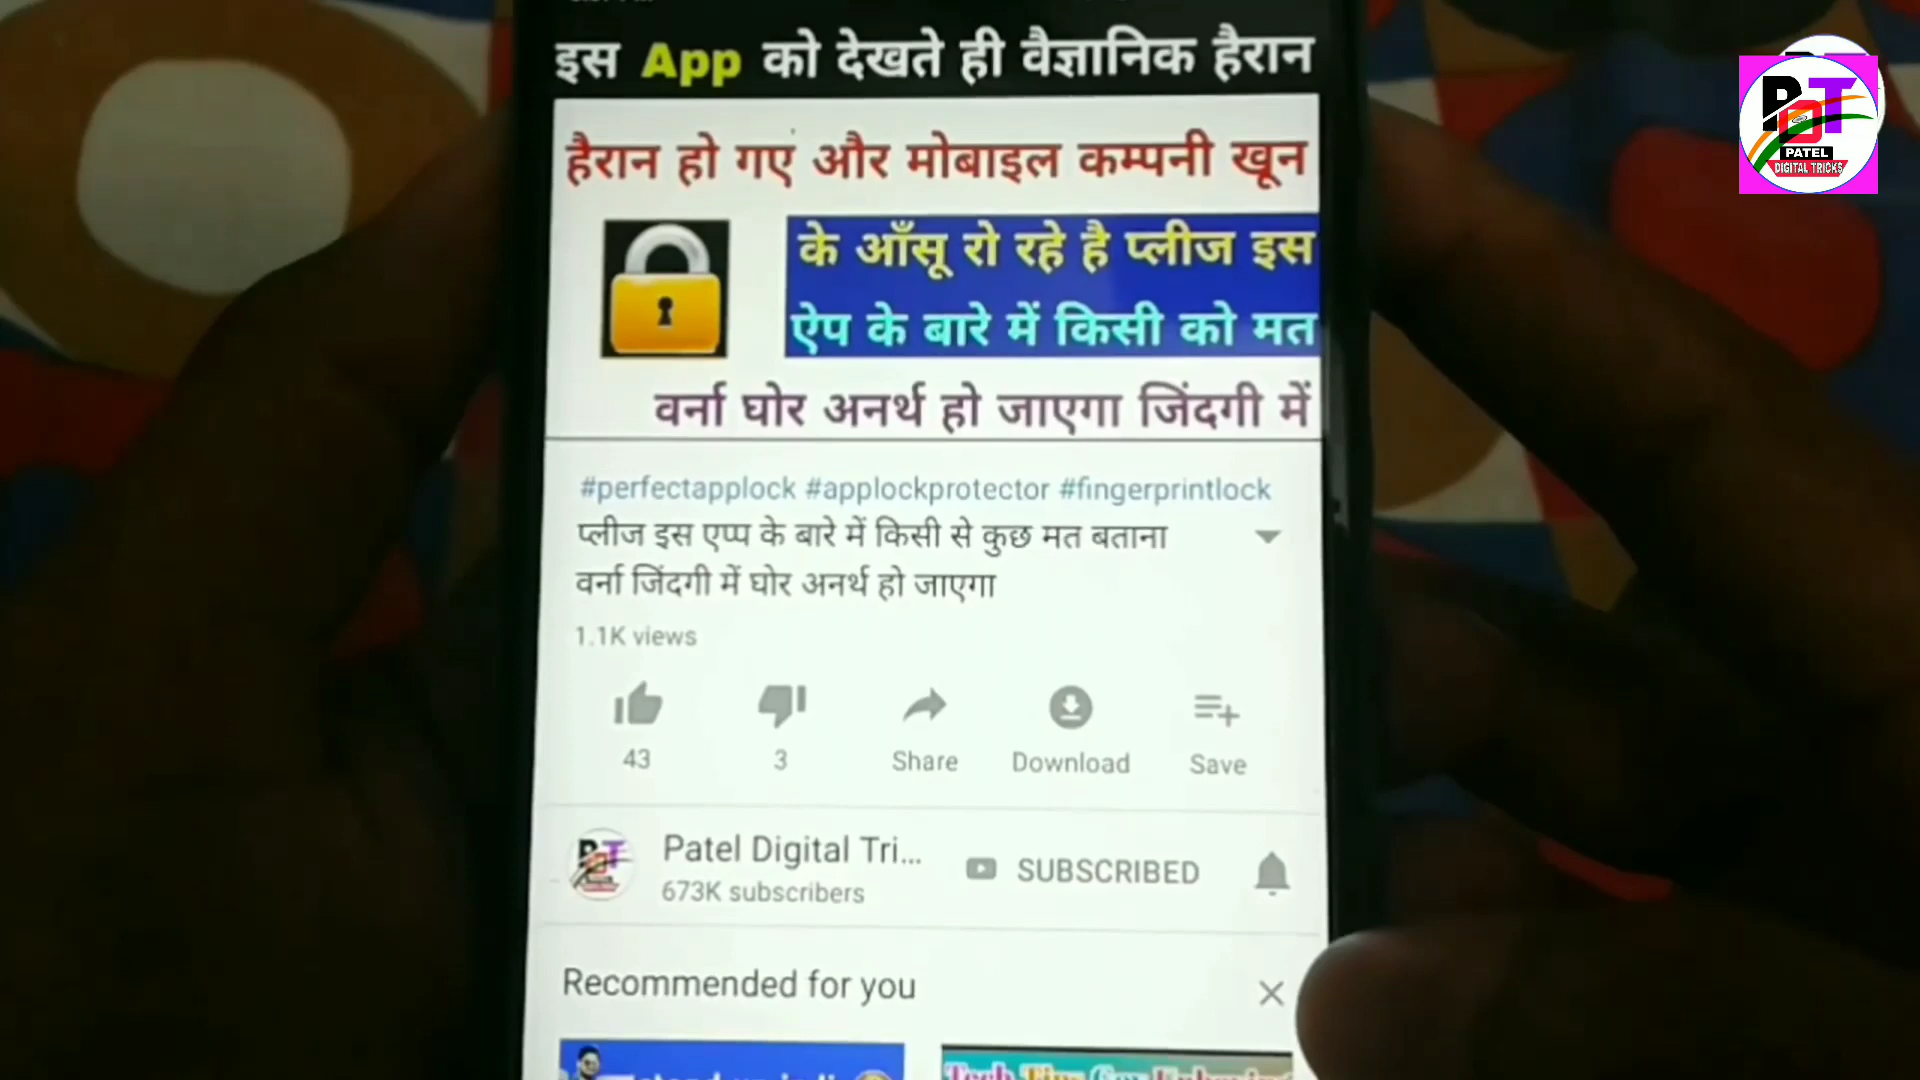 इस App को देखते ही वैज्ञानिक हैरान
हैरान हो गए और मोबाइल कम्पनी खून
के आँसू रो रहे है प्लीज इस
ऐप के बारे में किसी को मत
वर्ना घोर अनर्थ हो जाएगा जिंदगी में
#perfectapplock #applockprotector #fingerprintlock
प्लीज इस एप्प के बारे में किसी से कुछ मत बताना
वर्ना जिंदगी में घोर अनर्थ हो जाएगा
1.1K views
43
3
Share
Download
Save
Patel Digital Tri...
673K subscribers
SUBSCRIBED
Recommended for you
PDT
PATEL
DIGITAL TRICKS